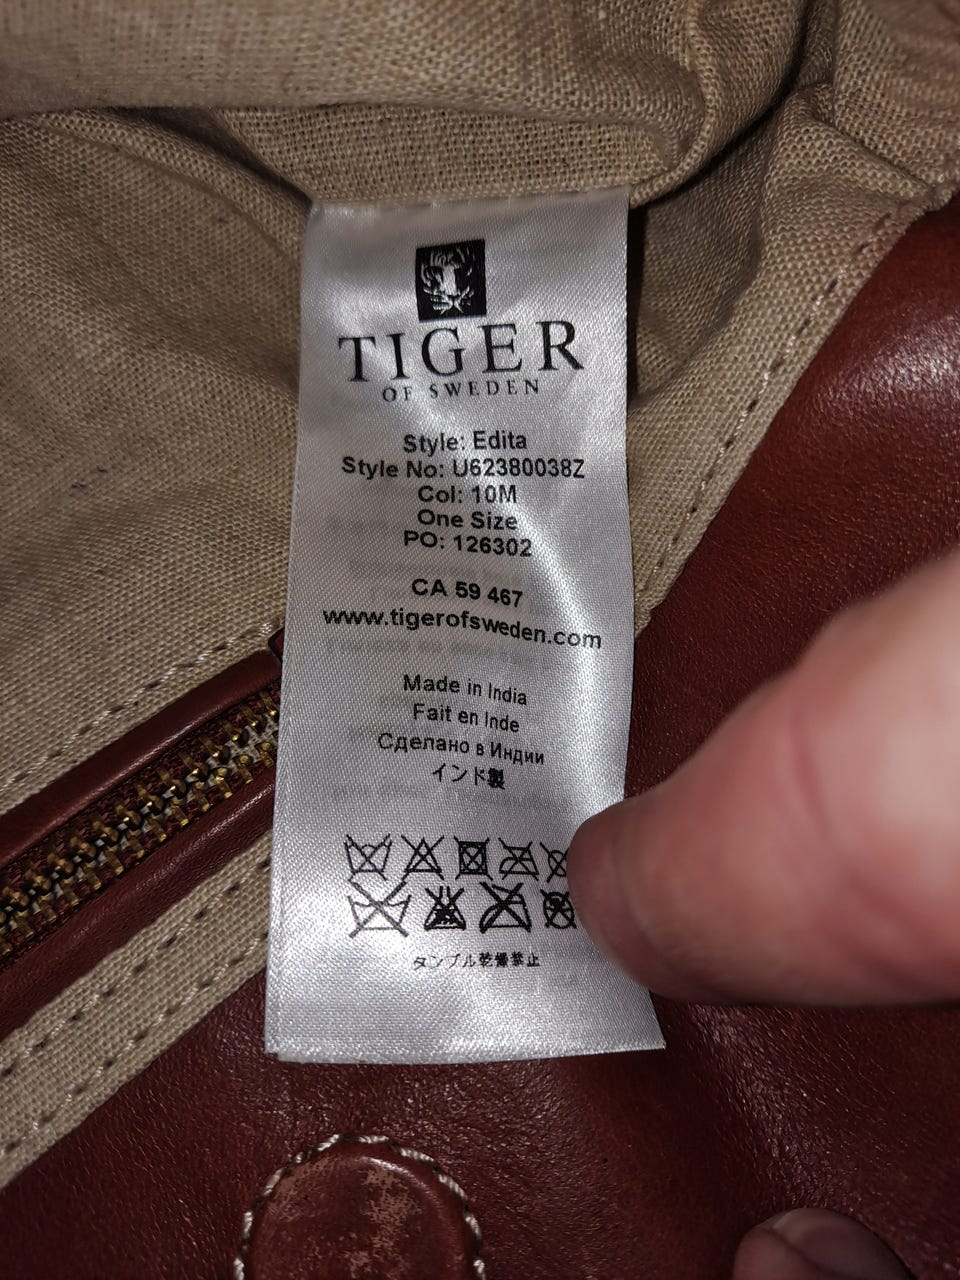 TIGER
OF SWEDEN
Style: Edita
Style No: U62380038Z
Col: 10M
One Size
PO: 126302
CA 59 467
www.tigerofsweden.com
Made in India
Fait en Inde
Сделано в Индии
インド製
タンブル乾燥禁止